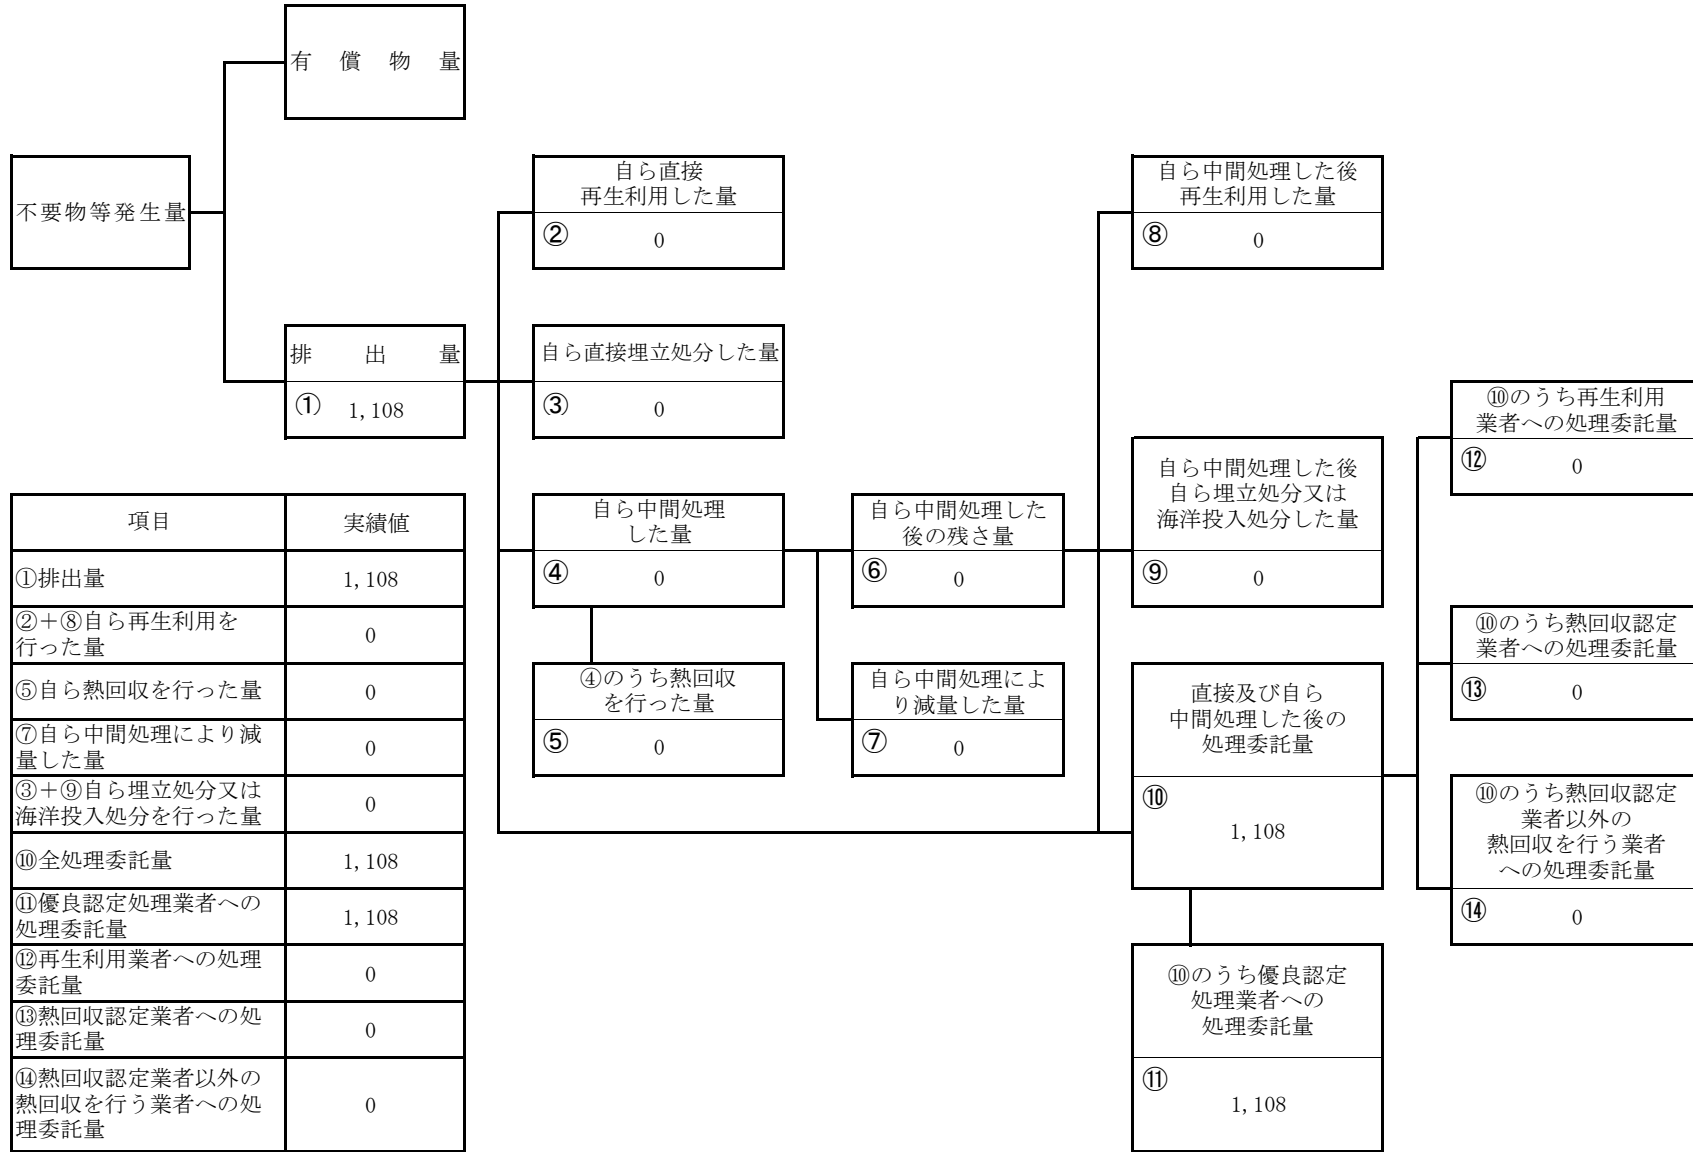 有償物量
不要物等発生量
自ら直接
再生利用した量
② 0
自ら中間処理した後
再生利用した量
⑧ 0
排出量
① 1,108
自ら直接埋立処分した量
③ 0
⑩のうち再生利用
業者への処理委託量
⑫ 0
自ら中間処理した後
自ら埋立処分又は
海洋投入処分した量
⑨ 0
自ら中間処理
した量
④ 0
自ら中間処理した
後の残さ量
⑥ 0
④のうち熱回収
を行った量
⑤ 0
自ら中間処理によ
り減量した量
⑦ 0
直接及び自ら
中間処理した後の
処理委託量
⑩
1,108
⑩のうち熱回収認定
業者への処理委託量
⑬ 0
⑩のうち熱回収認定
業者以外の
熱回収を行う業者
への処理委託量
⑭ 0
⑩のうち優良認定
処理業者への
処理委託量
⑪
1,108
項目 実績値
①排出量 1,108
②+⑧自ら再生利用を
行った量 0
⑤自ら熱回収を行った量 0
⑦自ら中間処理により減
量した量 0
③+⑨自ら埋立処分又は
海洋投入処分を行った量 0
⑩全処理委託量 1,108
⑪優良認定処理業者への
処理委託量 1,108
⑫再生利用業者への処理
委託量 0
⑬熱回収認定業者への処
理委託量 0
⑭熱回収認定業者以外の
熱回収を行う業者への処
理委託量 0